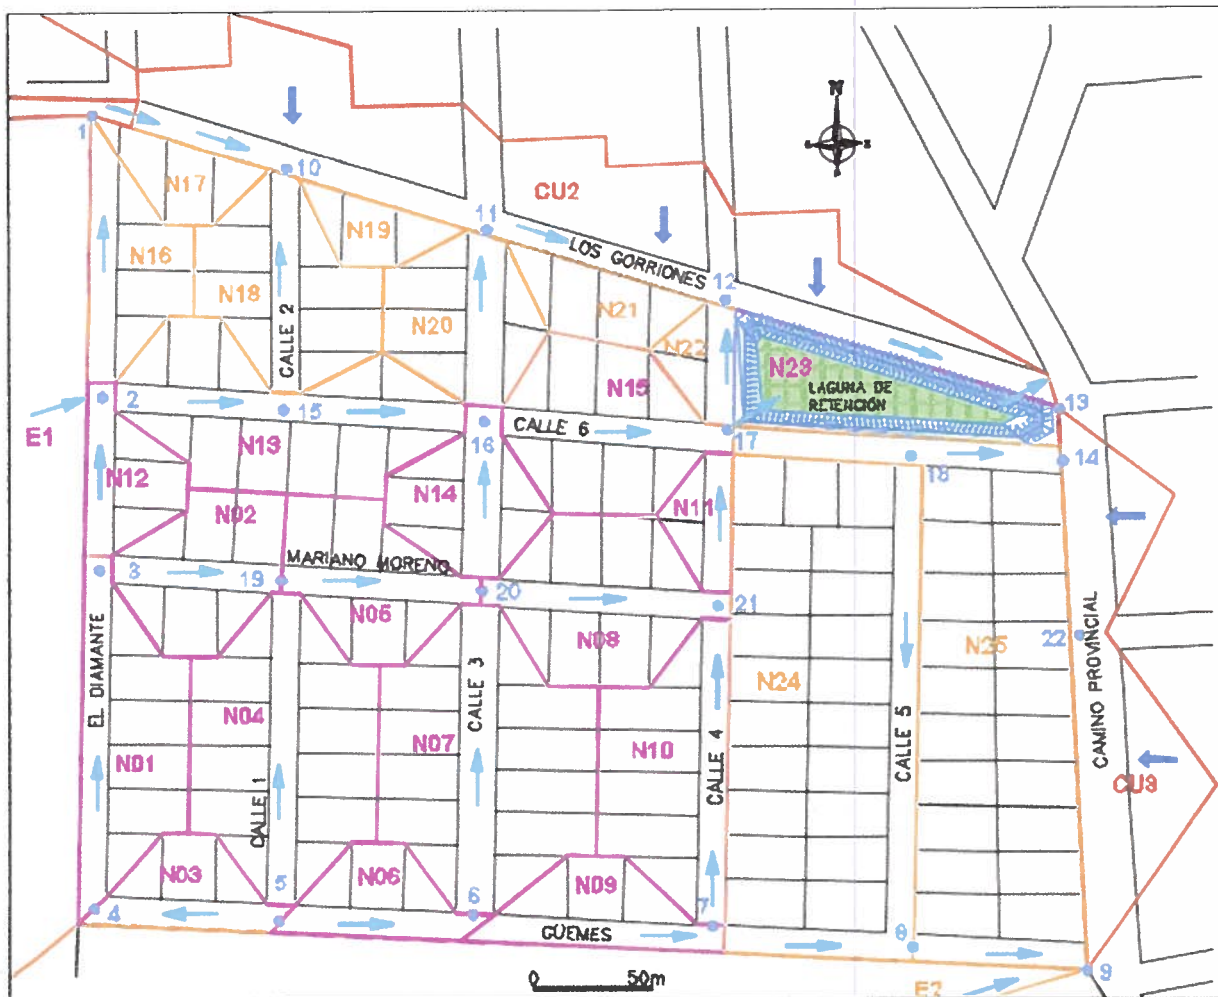 N
1
10
CU2
N17
11
N19
LOS GORRIONES
N16
12
N18
N21
N20
CALLE 2
N22
N23
N15
LAGUNA DE
RETENCIÓN
2
15
13
16
CALLE 6
17
E1
N13
14
18
N12
N14
N02
N11
MARIANO MORENO
3
19
20
21
N05
N08
22
N25
CAMINO PROVINCIAL
EL DIAMANTE
CALLE 3
N24
N04
N07
N10
CALLE 4
CALLE 5
N01
CALLE 1
CU3
N03
N06
N09
4
5
6
7
GÜEMES
8
9
0 50m
E2